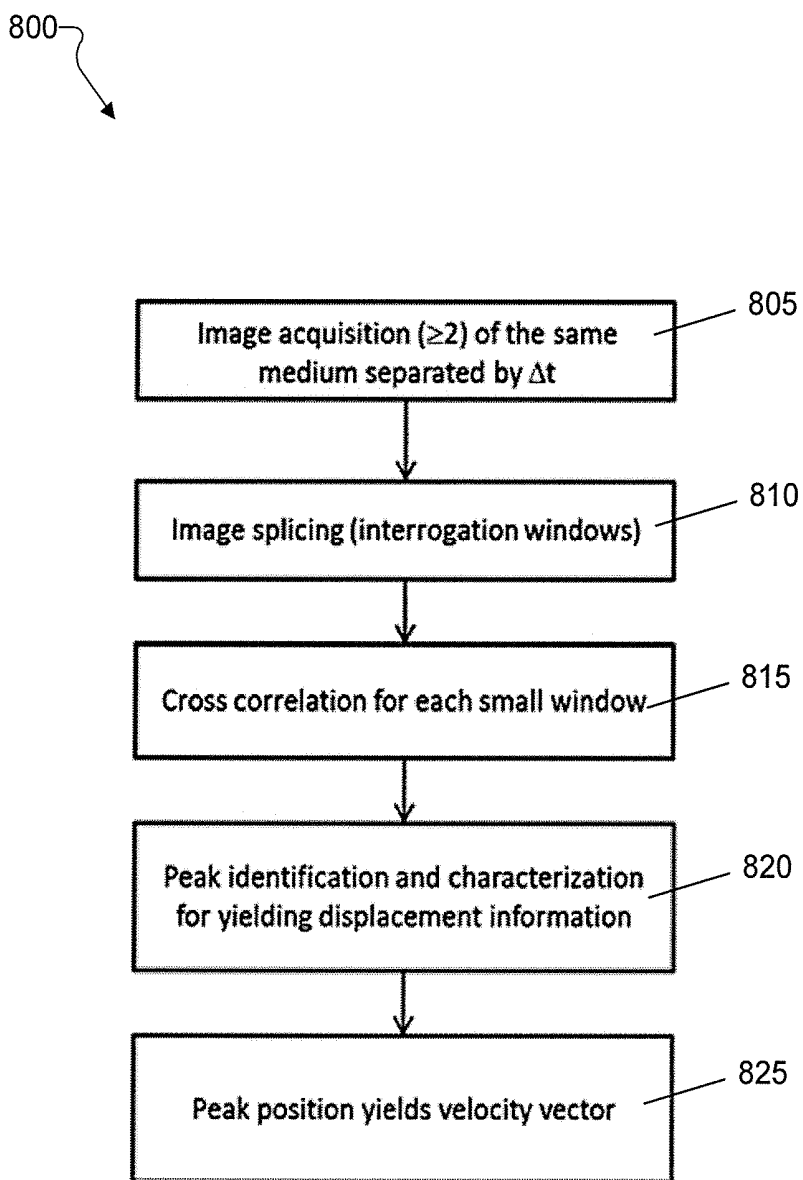 800
805
Image acquisition (≥2) of the same
medium separated by Δt
810
Image splicing (interrogation windows)
815
Cross correlation for each small window
820
Peak identification and characterization
for yielding displacement information
825
Peak position yields velocity vector